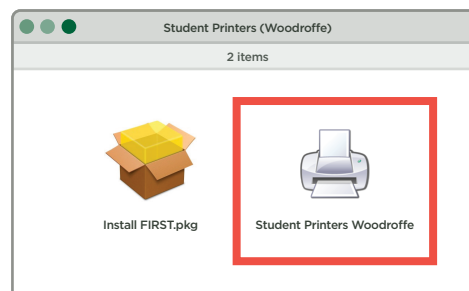 Student Printers (Woodroffe)
2 items
Install FIRST.pkg
Student Printers Woodroffe